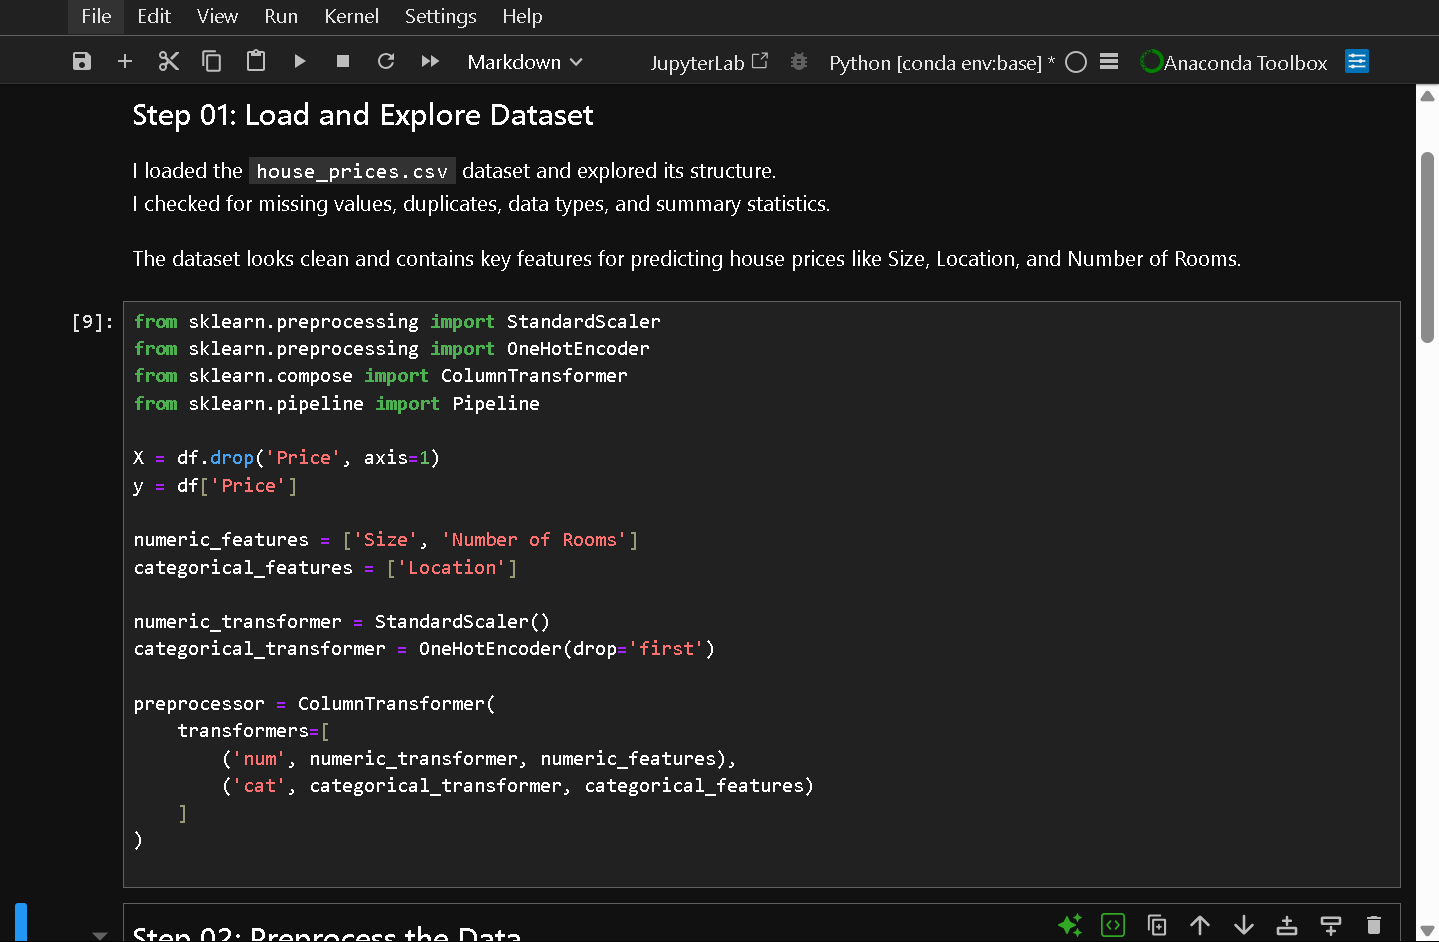 File Edit View Run Kernel Settings Help
Markdown JupyterLab Python [conda env:base] * Anaconda Toolbox
Step 01: Load and Explore Dataset
I loaded the house_prices.csv dataset and explored its structure.
I checked for missing values, duplicates, data types, and summary statistics.
The dataset looks clean and contains key features for predicting house prices like Size, Location, and Number of Rooms.
[9]: from sklearn.preprocessing import StandardScaler
from sklearn.preprocessing import OneHotEncoder
from sklearn.compose import ColumnTransformer
from sklearn.pipeline import Pipeline
X = df.drop('Price', axis=1)
y = df['Price']
numeric_features = ['Size', 'Number of Rooms']
categorical_features = ['Location']
numeric_transformer = StandardScaler()
categorical_transformer = OneHotEncoder(drop='first')
preprocessor = ColumnTransformer(
    transformers=[
        ('num', numeric_transformer, numeric_features),
        ('cat', categorical_transformer, categorical_features)
    ]
)
Step 02: Preprocess the Data